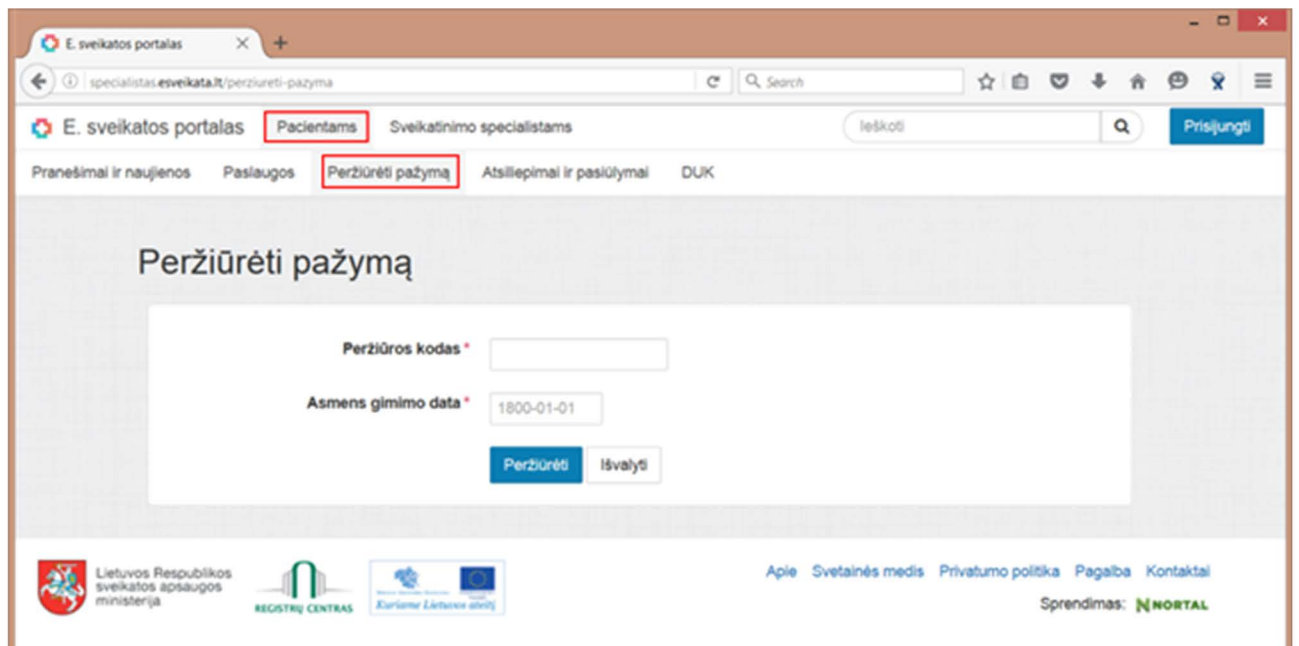 E. sveikatos portalas
specialistas.esveikata.lt/perziureti-pazyma
Search
E. sveikatos portalas Pacientams Sveikatinimo specialistams Ieškoti Prisijungti
Pranešimai ir naujienos Paslaugos Peržiūrėti pažymą Atsiliepimai ir pasiūlymai DUK
Peržiūrėti pažymą
Peržiūros kodas *
Asmens gimimo data * 1800-01-01
Peržiūrėti Išvalyti
Lietuvos Respublikos
sveikatos apsaugos
ministerija
REGISTRŲ CENTRAS
Kuriame Lietuvos ateitį
Apie Svetainės medis Privatumo politika Pagalba Kontaktai
Sprendimas: NORTAL